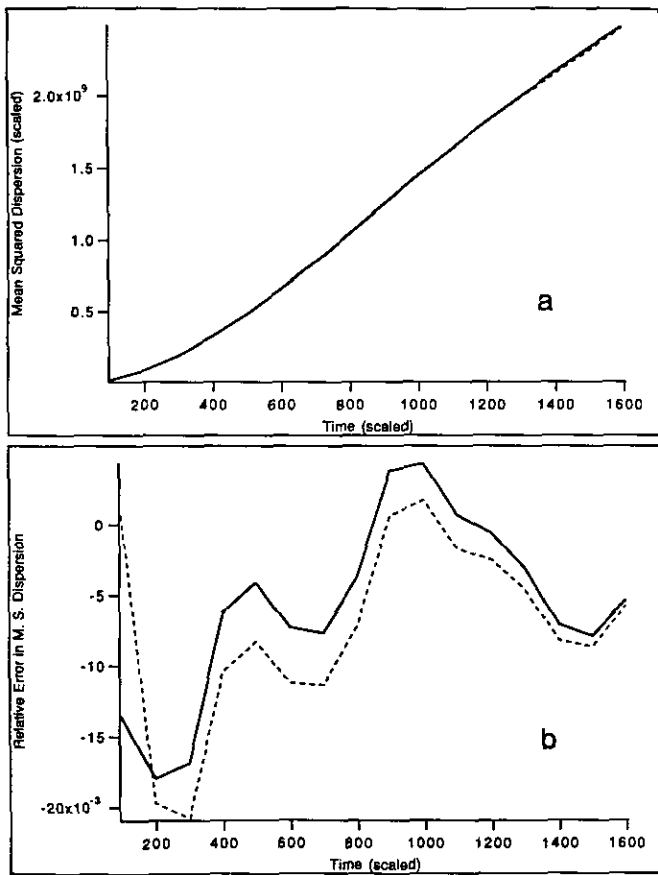 Mean Squared Dispersion (scaled)
2.0x10⁹
1.5
1.0
0.5
a
200 400 600 800 1000 1200 1400 1600
Time (scaled)
Relative Error in M. S. Dispersion
0
-5
-10
-15
-20x10⁻³
b
200 400 600 800 1000 1200 1400 1600
Time (scaled)